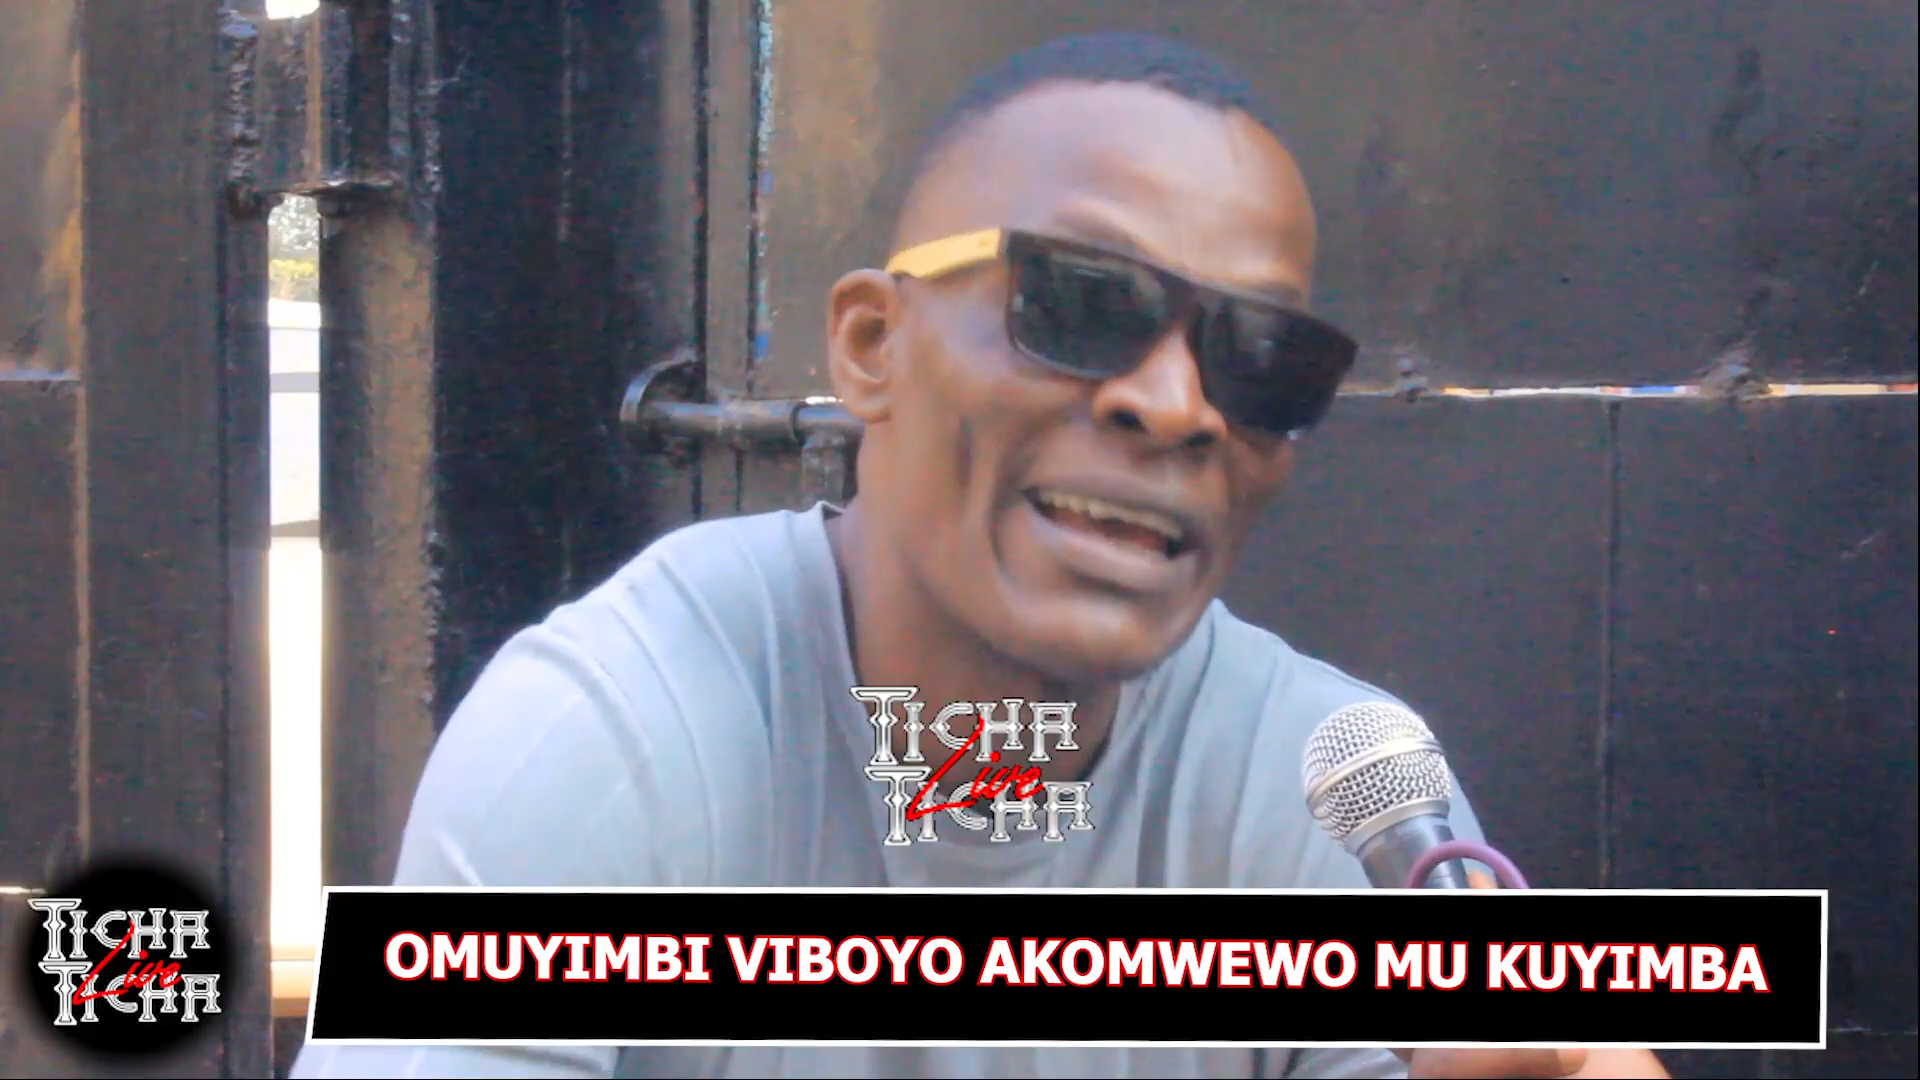 TICHA
Live
TICHA
TICHA
Live
TICHA
OMUYIMBI VIBOYO AKOMWEWO MU KUYIMBA